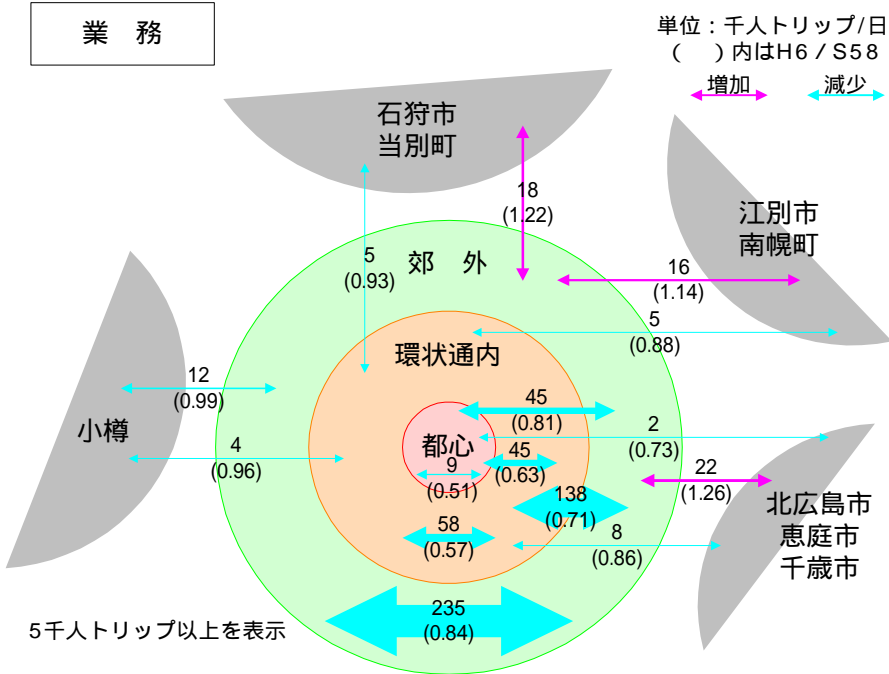 業　務
単位：千人トリップ/日
(　　) 内はH6 / S58
増加
減少
石狩市
当別町
18
(1.22)
江別市
南幌町
5
(0.93)
郊　外
16
(1.14)
5
(0.88)
環状通内
12
(0.99)
45
(0.81)
小樽
4
(0.96)
都心
45
(0.63)
2
(0.73)
9
(0.51)
22
(1.26)
138
(0.71)
北広島市
恵庭市
千歳市
58
(0.57)
8
(0.86)
235
(0.84)
5千人トリップ以上を表示